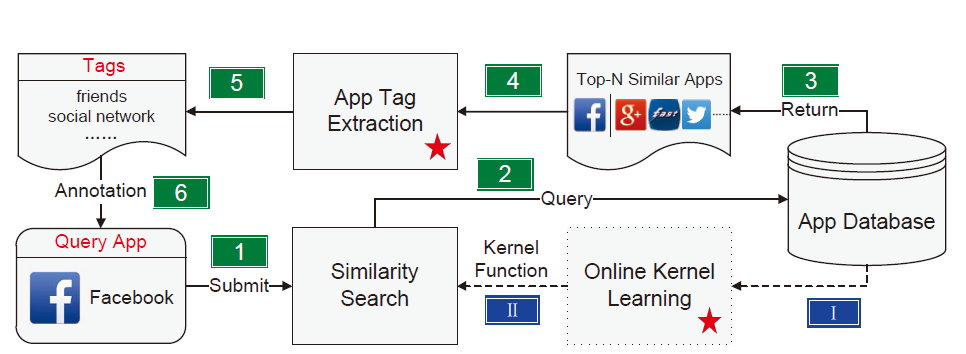 Tags
friends
social network
......
5
App Tag
Extraction
4
Top-N Similar Apps
f
g+
fast
......
3
Return
Annotation
6
2
Query
App Database
Query App
f
Facebook
1
Submit
Similarity
Search
Kernel
Function
II
Online Kernel
Learning
I